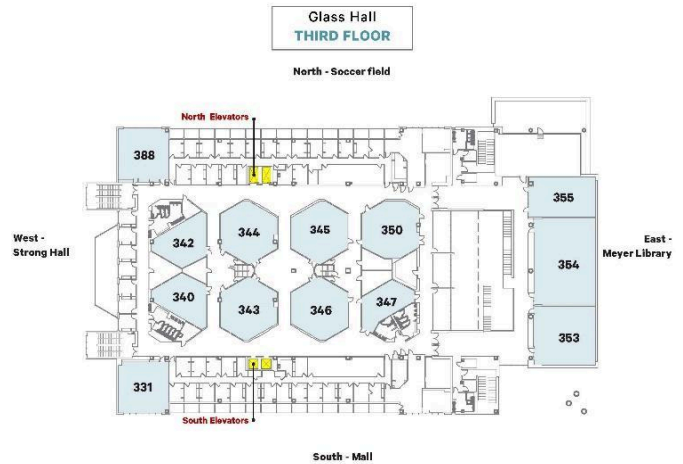 Glass Hall
THIRD FLOOR
North - Soccer field
North Elevators
388
355
342
344
345
350
West -
Strong Hall
East -
Meyer Library
354
340
343
346
347
353
331
South Elevators
South - Mall